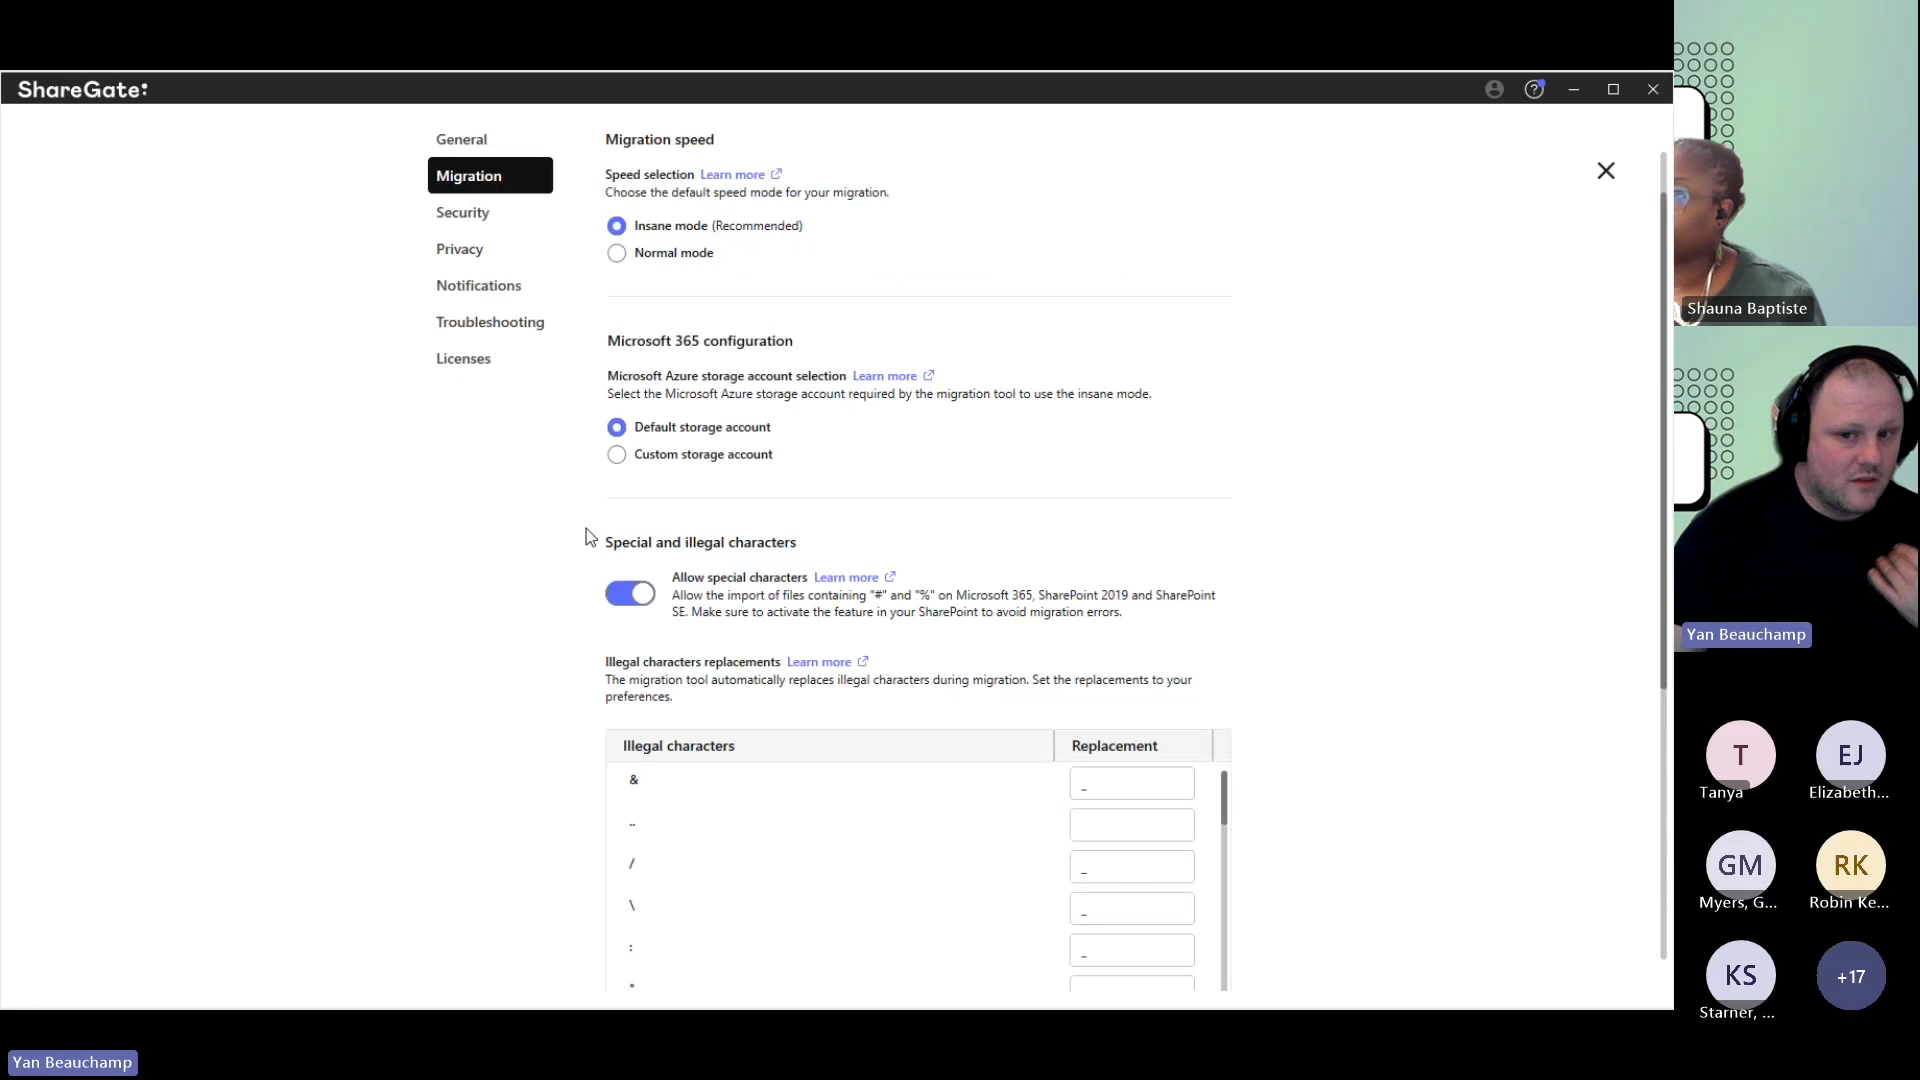 ShareGate:
General
Migration
Security
Privacy
Notifications
Troubleshooting
Licenses
Migration speed
Speed selection Learn more
Choose the default speed mode for your migration.
Insane mode (Recommended)
Normal mode
Microsoft 365 configuration
Microsoft Azure storage account selection Learn more
Select the Microsoft Azure storage account required by the migration tool to use the insane mode.
Default storage account
Custom storage account
Special and illegal characters
Allow special characters Learn more
Allow the import of files containing "#" and "%" on Microsoft 365, SharePoint 2019 and SharePoint
SE. Make sure to activate the feature in your SharePoint to avoid migration errors.
Illegal characters replacements Learn more
The migration tool automatically replaces illegal characters during migration. Set the replacements to your
preferences.
Illegal characters Replacement
& _
..
/ _
\ _
: _
*
Shauna Baptiste
Yan Beauchamp
T EJ
Tanya Elizabeth...
GM RK
Myers, G... Robin Ke...
KS +17
Starner, ...
Yan Beauchamp